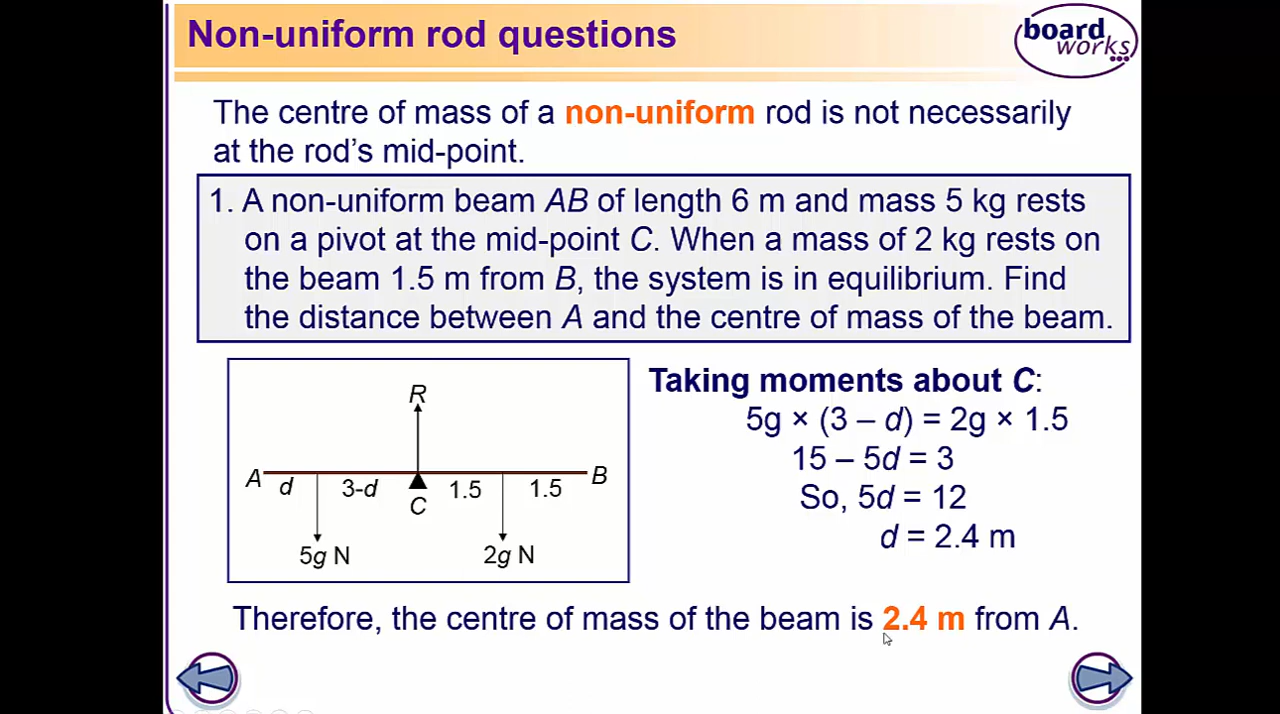 Non-uniform rod questions
board
works
The centre of mass of a non-uniform rod is not necessarily
at the rod's mid-point.
1. A non-uniform beam AB of length 6 m and mass 5 kg rests
on a pivot at the mid-point C. When a mass of 2 kg rests on
the beam 1.5 m from B, the system is in equilibrium. Find
the distance between A and the centre of mass of the beam.
R
A d 3-d 1.5 1.5 B
C
5g N 2g N
Taking moments about C:
5g × (3 – d) = 2g × 1.5
15 – 5d = 3
So, 5d = 12
d = 2.4 m
Therefore, the centre of mass of the beam is 2.4 m from A.